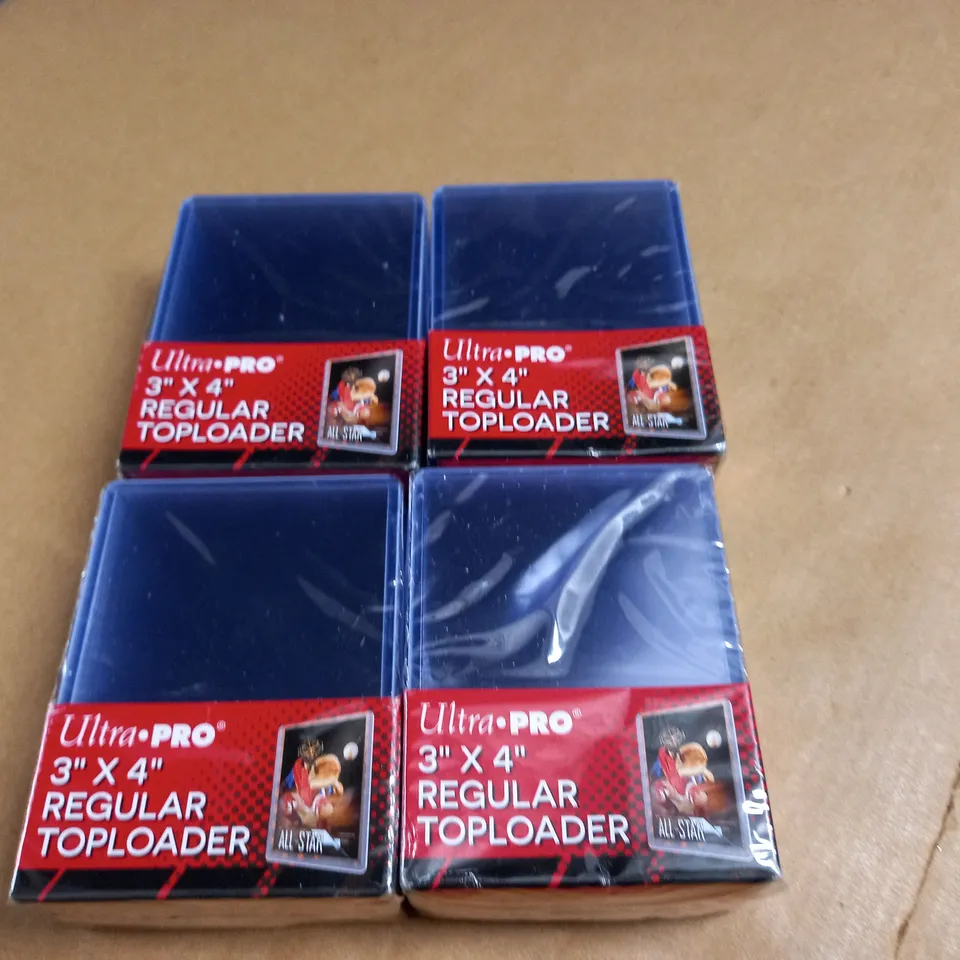 Ultra•PRO®
3" X 4"
REGULAR
TOPLOADER
ALL-STAR
Ultra•PRO®
3" X 4"
REGULAR
TOPLOADER
ALL-STAR
Ultra•PRO®
3" X 4"
REGULAR
TOPLOADER
ALL-STAR
Ultra•PRO®
3" X 4"
REGULAR
TOPLOADER
ALL-STAR